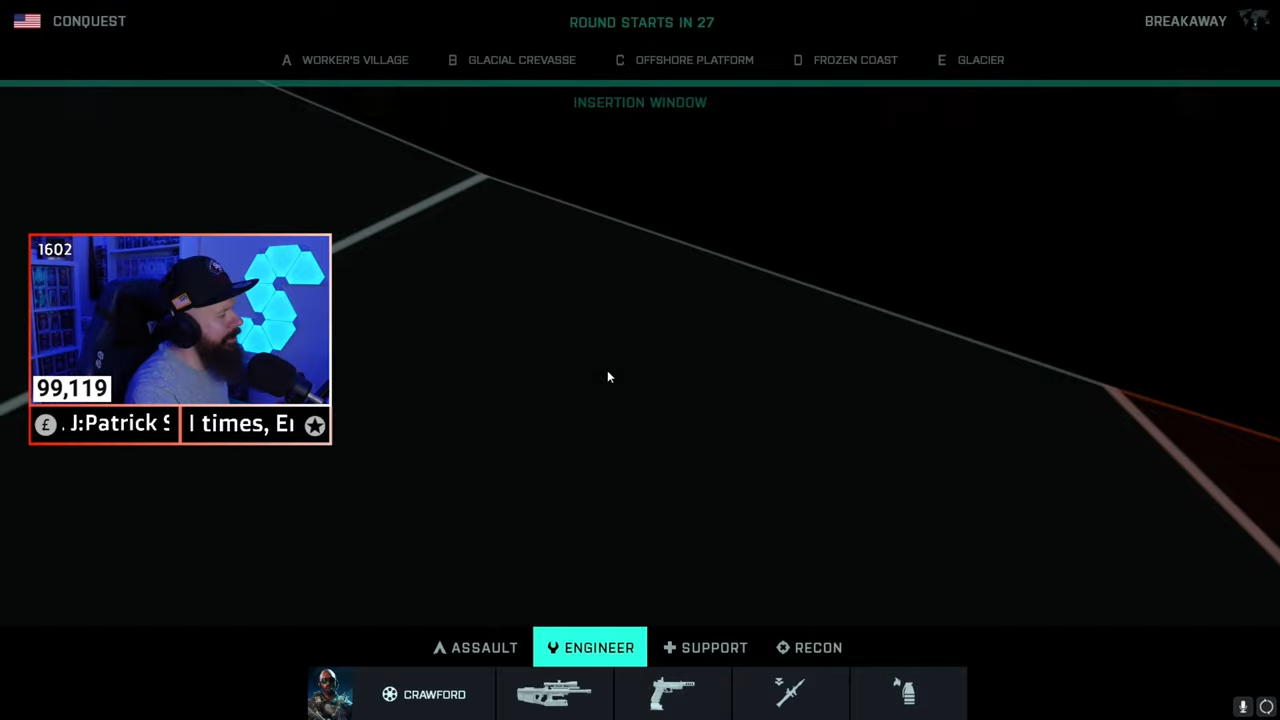 CONQUEST
ROUND STARTS IN 27
BREAKAWAY
A WORKER'S VILLAGE B GLACIAL CREVASSE C OFFSHORE PLATFORM D FROZEN COAST E GLACIER
INSERTION WINDOW
1602
99,119
£ . J:Patrick S
l times, Er
ASSAULT ENGINEER SUPPORT RECON
CRAWFORD